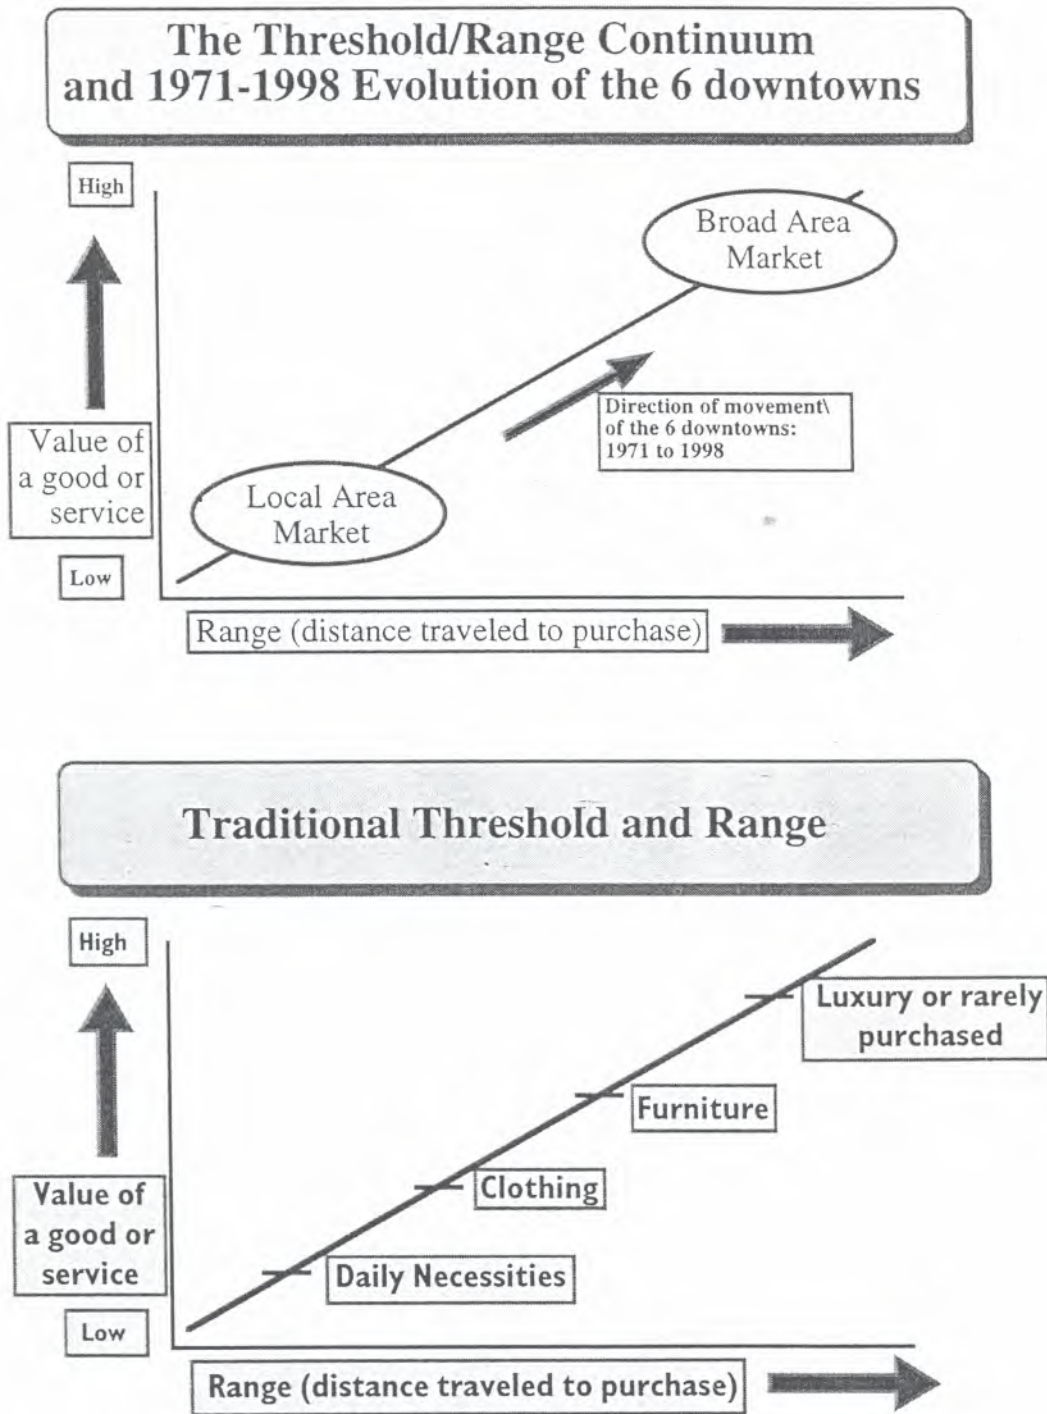 The Threshold/Range Continuum
and 1971-1998 Evolution of the 6 downtowns
High
Broad Area
Market
Direction of movement\
of the 6 downtowns:
1971 to 1998
Value of
a good or
service
Local Area
Market
Low
Range (distance traveled to purchase)
Traditional Threshold and Range
High
Luxury or rarely
purchased
Furniture
Clothing
Value of
a good or
service
Daily Necessities
Low
Range (distance traveled to purchase)